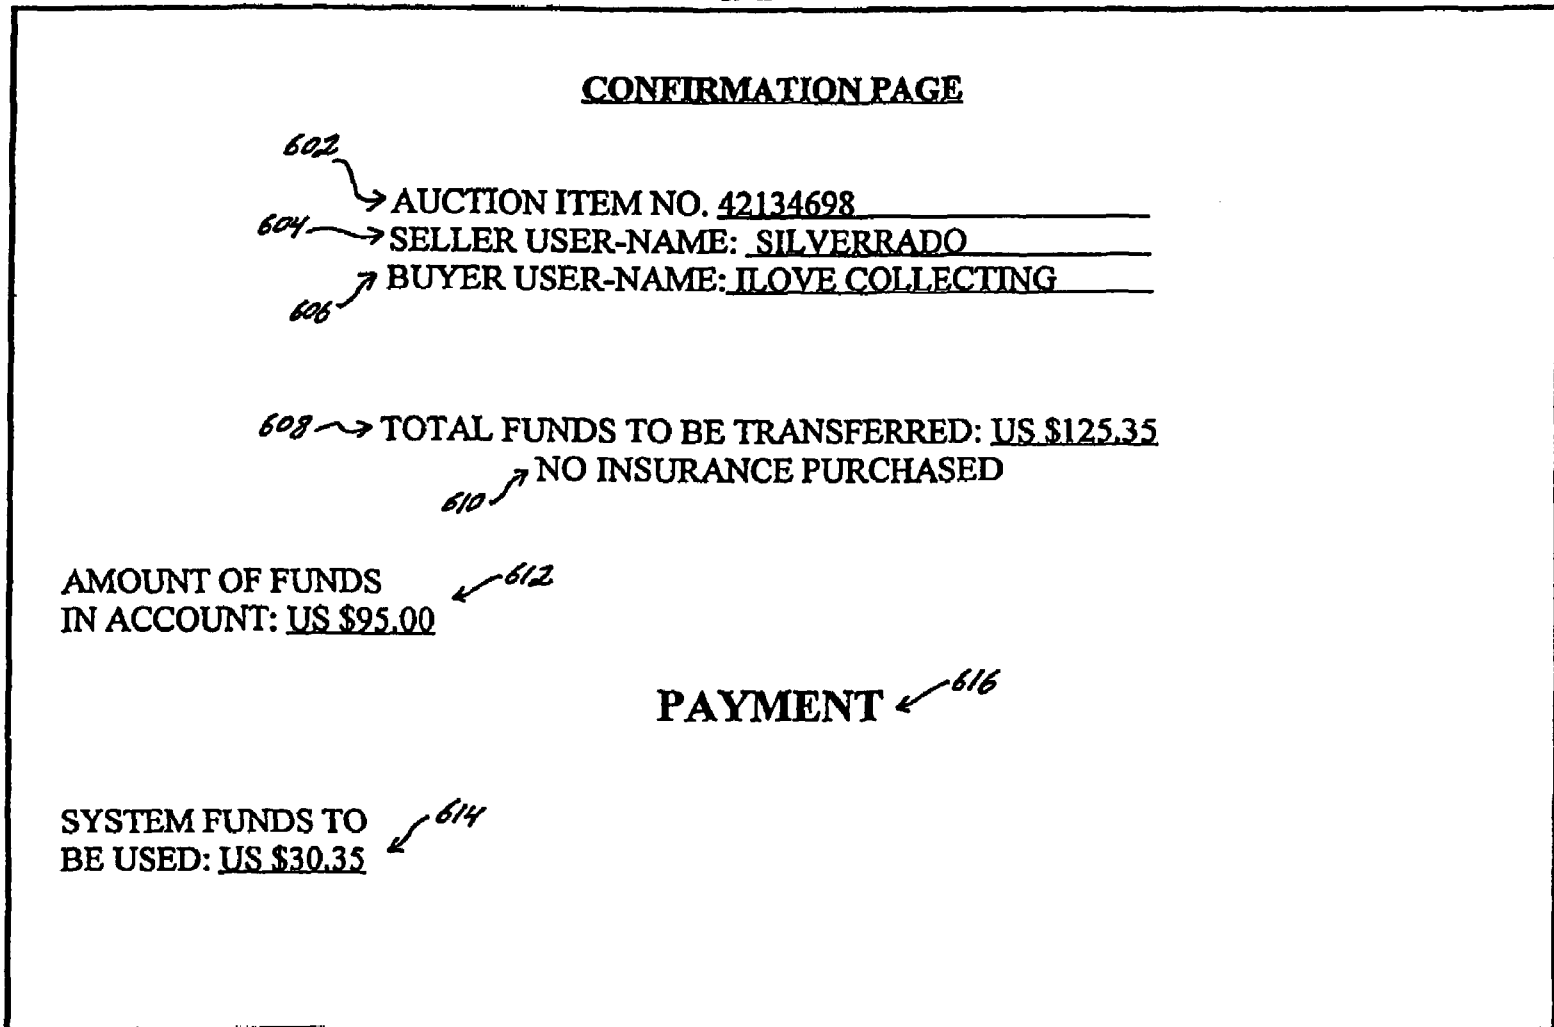 CONFIRMATION PAGE
602
AUCTION ITEM NO. 42134698
604 SELLER USER-NAME: SILVERRADO
BUYER USER-NAME: ILOVE COLLECTING
606
608 TOTAL FUNDS TO BE TRANSFERRED: US $125.35
NO INSURANCE PURCHASED
610
612
AMOUNT OF FUNDS
IN ACCOUNT: US $95.00
616
PAYMENT
614
SYSTEM FUNDS TO
BE USED: US $30.35